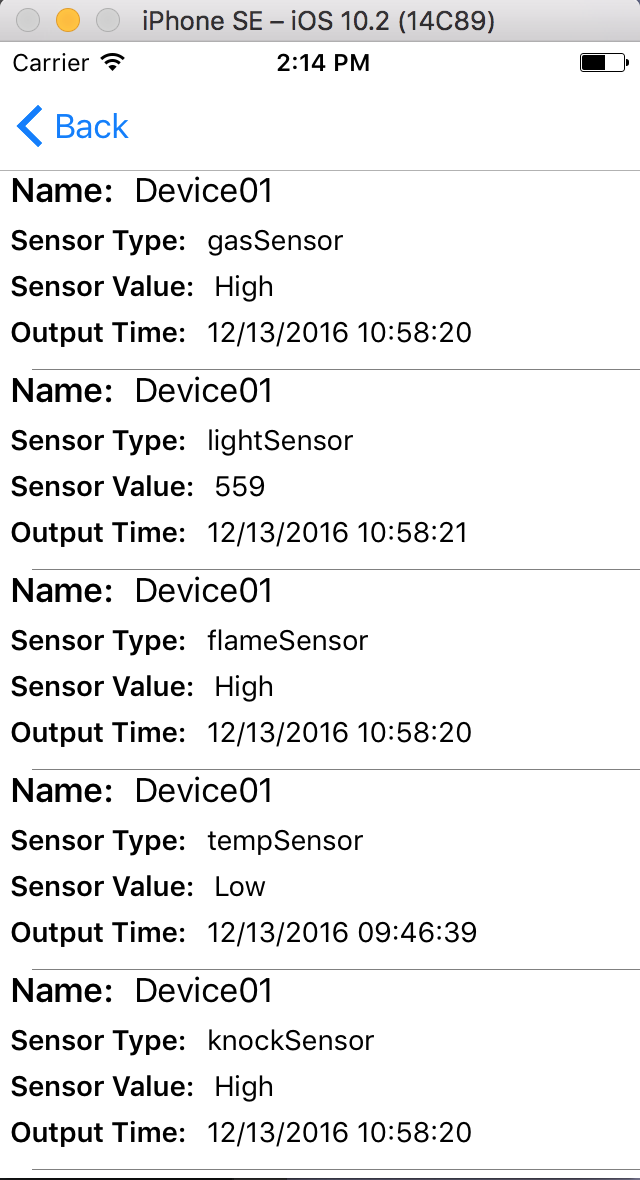 iPhone SE – iOS 10.2 (14C89)
Carrier 2:14 PM
Back
Name: Device01
Sensor Type: gasSensor
Sensor Value: High
Output Time: 12/13/2016 10:58:20
Name: Device01
Sensor Type: lightSensor
Sensor Value: 559
Output Time: 12/13/2016 10:58:21
Name: Device01
Sensor Type: flameSensor
Sensor Value: High
Output Time: 12/13/2016 10:58:20
Name: Device01
Sensor Type: tempSensor
Sensor Value: Low
Output Time: 12/13/2016 09:46:39
Name: Device01
Sensor Type: knockSensor
Sensor Value: High
Output Time: 12/13/2016 10:58:20